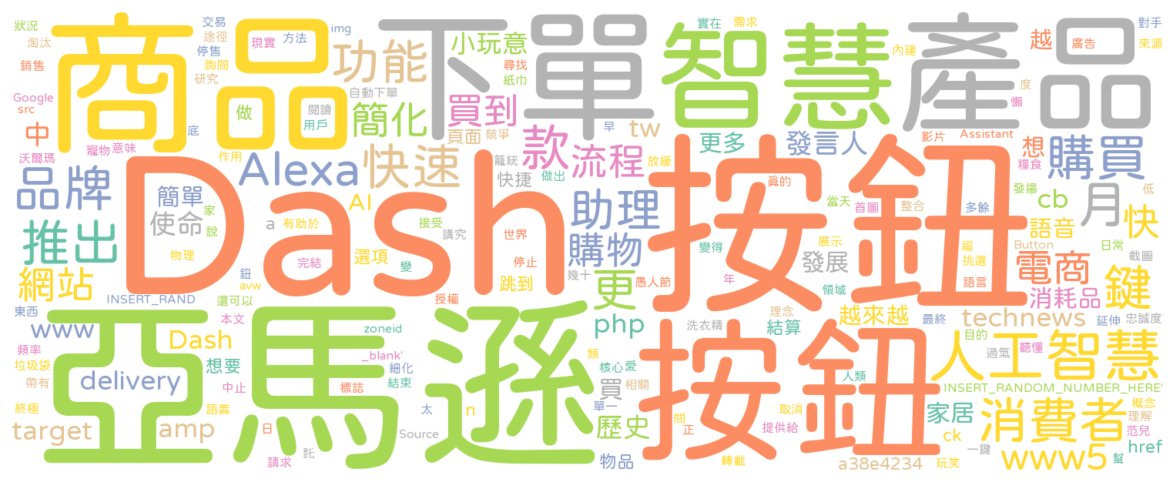 狀況
淘汰
銷售
Google
src
中
沃爾瑪
寵物
意味
商品
交易
途徑
停售
詢問
研究
底
現實
方法
img
功能
自動下單
閱讀
用戶
做
簡化
作用
下單
小玩意
尋找
紙巾
買到
頁面
競爭
早
tw
款
智慧
實在
需求
更多
發言人
產品
內建
度
懶
越
廣告
對手
來源
影片
Assistant
想
糧食
購買
品牌
簡單
使命
家
說
物理
Alexa
快速
AI
a
有助於
接受
講究
籠統
快捷
做出
流程
放緩
助理
購物
Dash按鈕
世界
停止
幾十
完結
變
選項
跳到
授權
更
愚人節
變得
年
展示
眞的
當天
首圖
整合
發展
領域
多餘
福
挑選
語言
Button
月
cb
發揚
低
語音
快
日常
截圖
電商
消耗品
鍵
推出
網站
鈕
avw
INSERT_RAND
東西
還可以
本文
www
頻率
垃圾袋
帶有
終極
target
Dash
想要
delivery
中止
語義
amp
日
請求
託
亞馬遜
zoneid
_blank'
細化
結束
標誌
Source
太
n
php
核心
愛
類
買
相關
單一
歷史
物品
洗衣精
理念
結算
越來越
technews
最終
延伸
忠誠度
目的
過氣
聽懂
人工智慧
按鈕
人類
問
正
取消
提供給
轉載
INSERT_RANDOM_NUMBER_HERE'
家居
ck
一鍵
a38e4234
玩笑
消費者
概念
理解
范兒
href
www5
幫